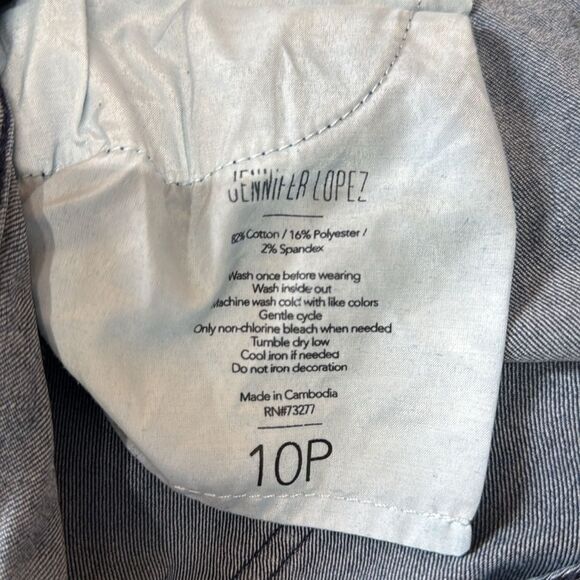 JENNIFER LOPEZ
82% Cotton / 16% Polyester /
2% Spandex
Wash once before wearing
Wash inside out
Machine wash cold with like colors
Gentle cycle
Only non-chlorine bleach when needed
Tumble dry low
Cool iron if needed
Do not iron decoration
Made in Cambodia
RN#73277
10P